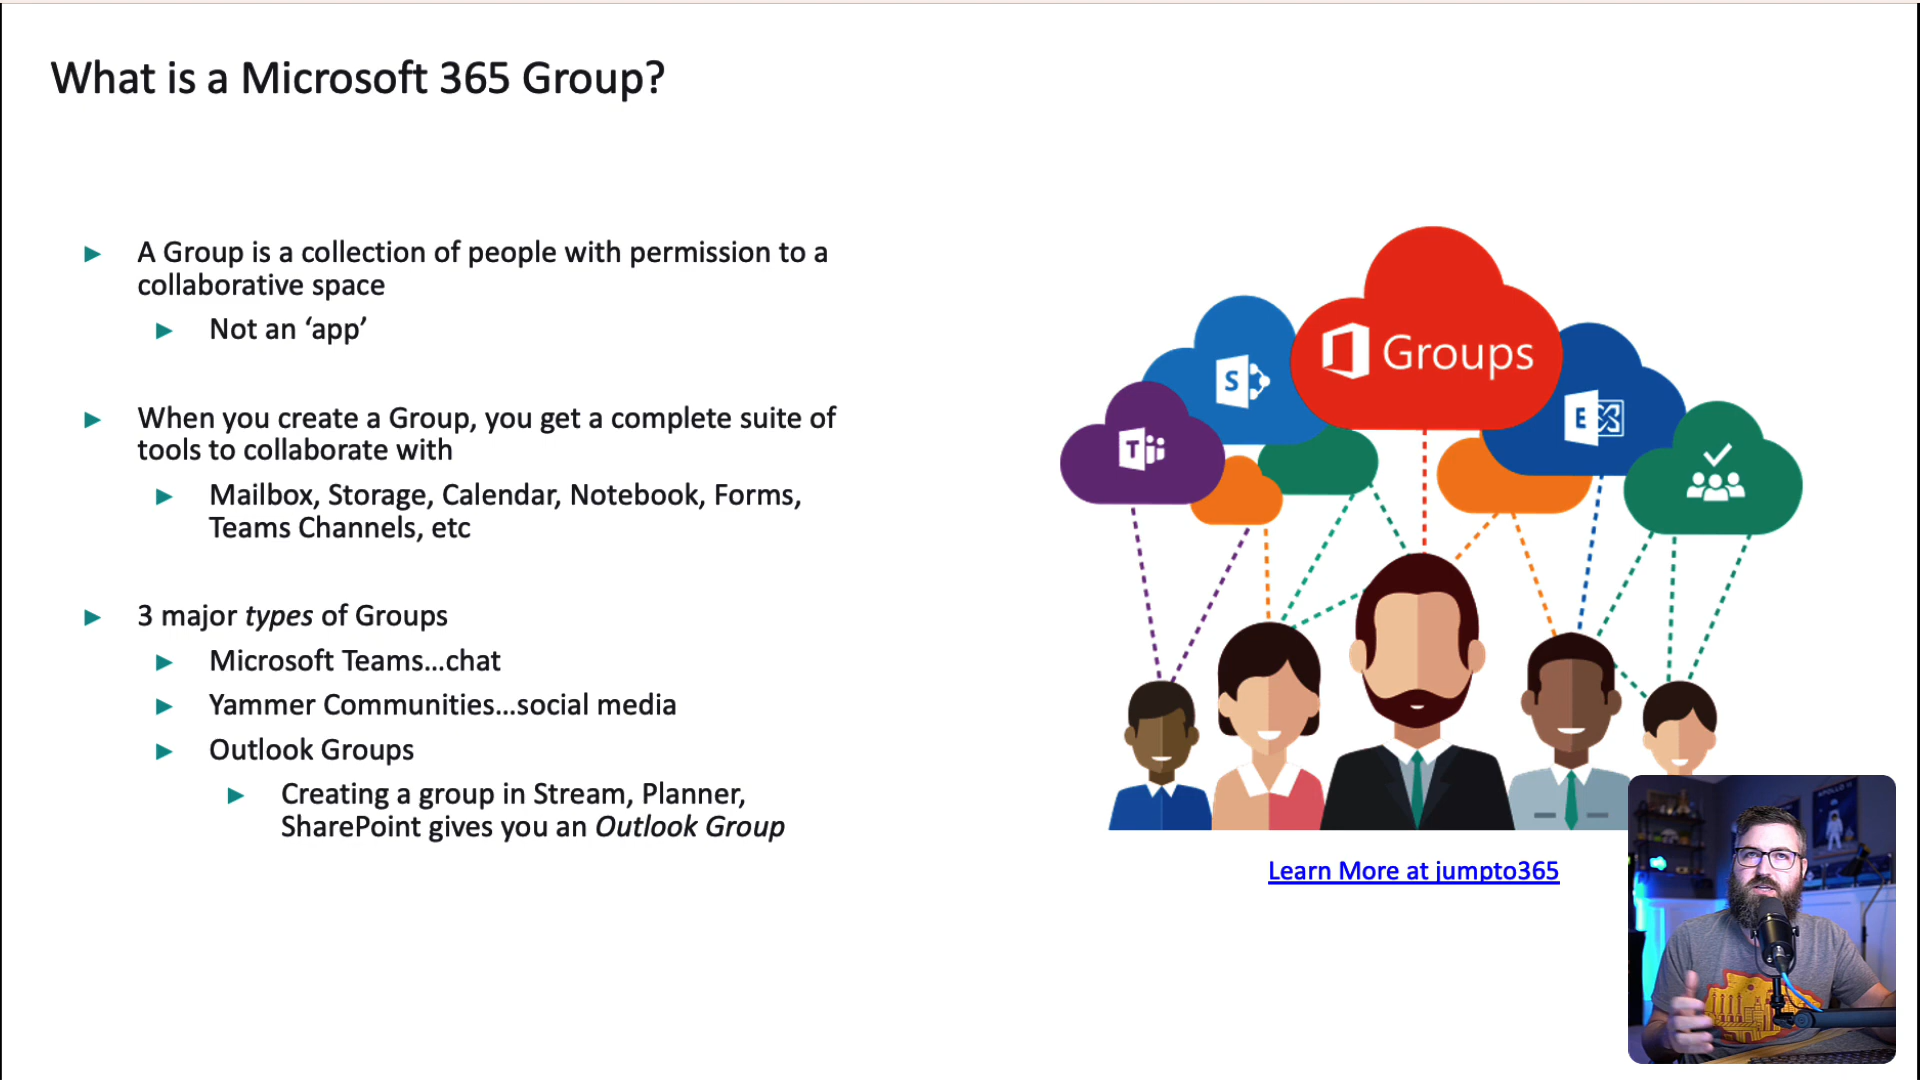 What is a Microsoft 365 Group?
A Group is a collection of people with permission to a
collaborative space
Not an ‘app’
When you create a Group, you get a complete suite of
tools to collaborate with
Mailbox, Storage, Calendar, Notebook, Forms,
Teams Channels, etc
3 major types of Groups
Microsoft Teams...chat
Yammer Communities...social media
Outlook Groups
Creating a group in Stream, Planner,
SharePoint gives you an Outlook Group
Groups
S
E
T
Learn More at jumpto365
APOLLO 11